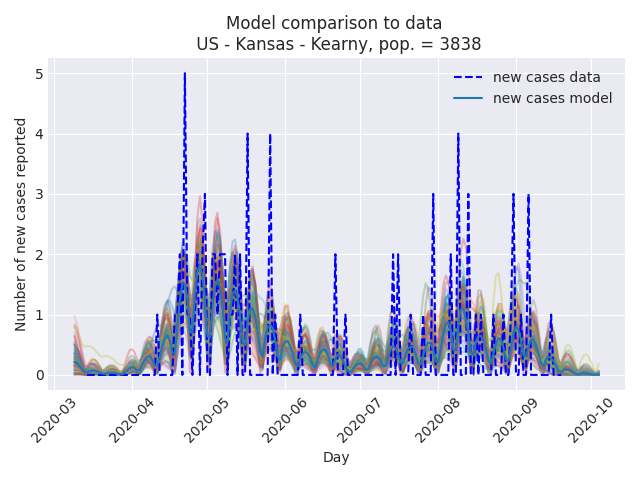 Model comparison to data
US - Kansas - Kearny, pop. = 3838
new cases data
new cases model
Number of new cases reported
5
4
3
2
1
0
2020-03
2020-04
2020-05
2020-06
2020-07
2020-08
2020-09
2020-10
Day